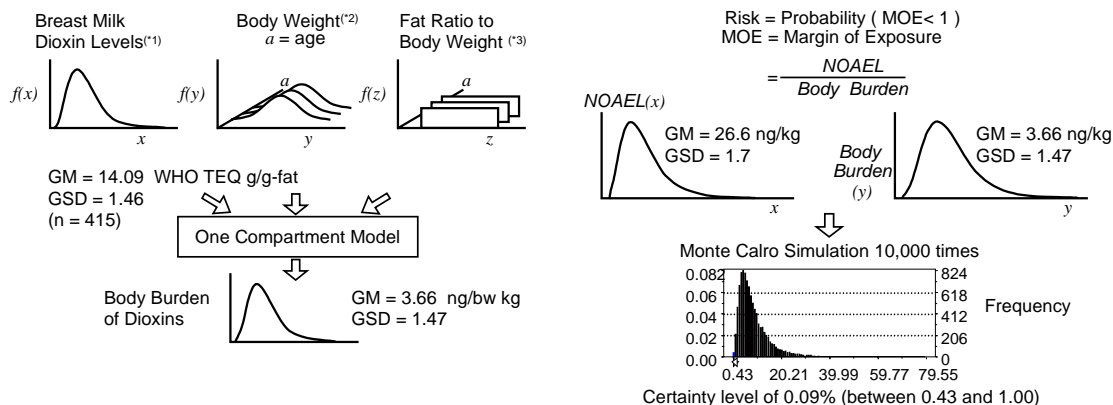 Breast Milk
Dioxin Levels(*1)
f(x)
x
Body Weight(*2)
a = age
f(y)
a
y
Fat Ratio to
Body Weight (*3)
f(z)
a
z
GM = 14.09 WHO TEQ g/g-fat
GSD = 1.46
(n = 415)
One Compartment Model
Body Burden
of Dioxins
GM = 3.66 ng/bw kg
GSD = 1.47
Risk = Probability ( MOE< 1 )
MOE = Margin of Exposure
= NOAEL
Body Burden
NOAEL(x)
GM = 26.6 ng/kg
GSD = 1.7
x
Body
Burden
(y)
GM = 3.66 ng/kg
GSD = 1.47
y
Monte Calro Simulation 10,000 times
0.082
0.06
0.04
0.02
0.00
824
618
412
206
0
Frequency
0.43 20.21 39.99 59.77 79.55
Certainty level of 0.09% (between 0.43 and 1.00)